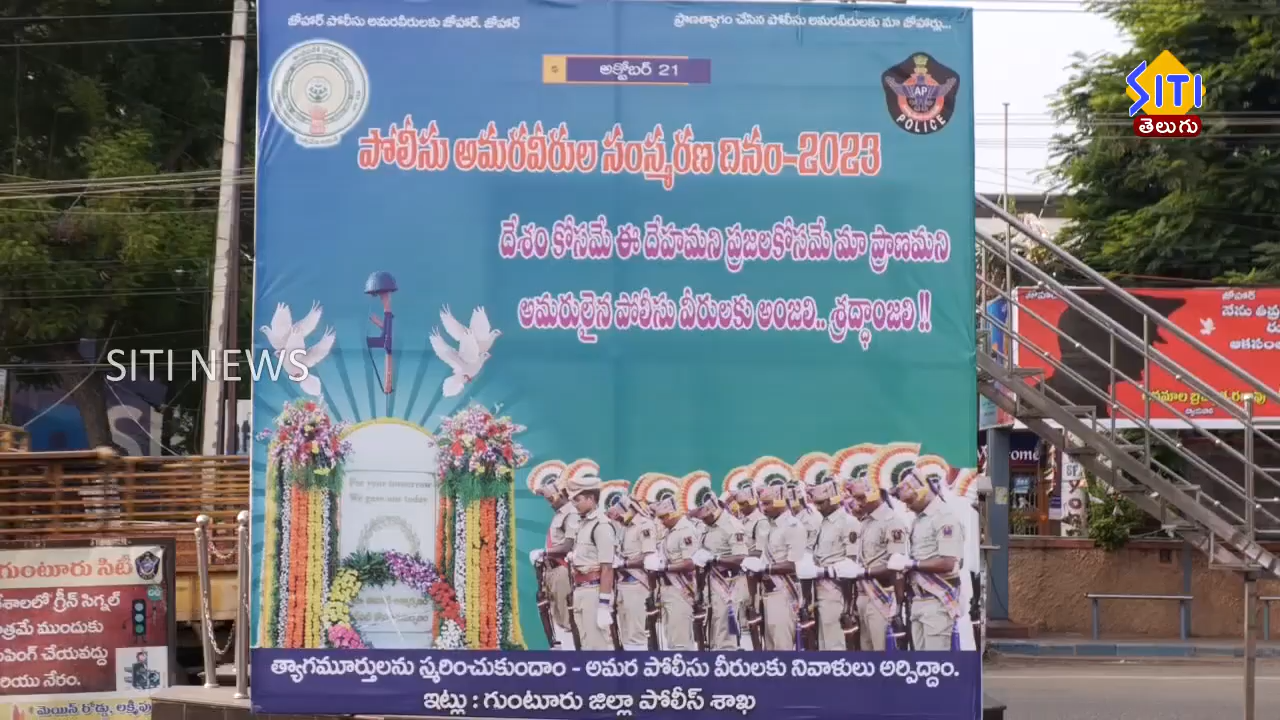 జోహార్ పోలీసు అమరవీరులకు జోహార్. జోహార్
ప్రాణత్యాగం చేసిన పోలీసు అమరవీరులకు మా జోహార్లు...
అక్టోబర్ 21
AP
POLICE
SITI
తెలుగు
పోలీసు అమరవీరుల సంస్మరణ దినం-2023
దేశం కోసమే ఈ దేహమని ప్రజలకోసమే మా ప్రాణమని
అమరులైన పోలీసు వీరులకు అంజలి.. శ్రద్ధాంజలి !!
జోహార్
SITI NEWS
For your tomorrow
We gave our today
గుంటూరు సిటీ
గ్రీన్ సిగ్నల్
ముందుకు
చేయవద్దు
నేరం.
త్యాగమూర్తులను స్మరించుకుందాం - అమర పోలీసు వీరులకు నివాళులు అర్పిద్దాం.
ఇట్లు : గుంటూరు జిల్లా పోలీస్ శాఖ